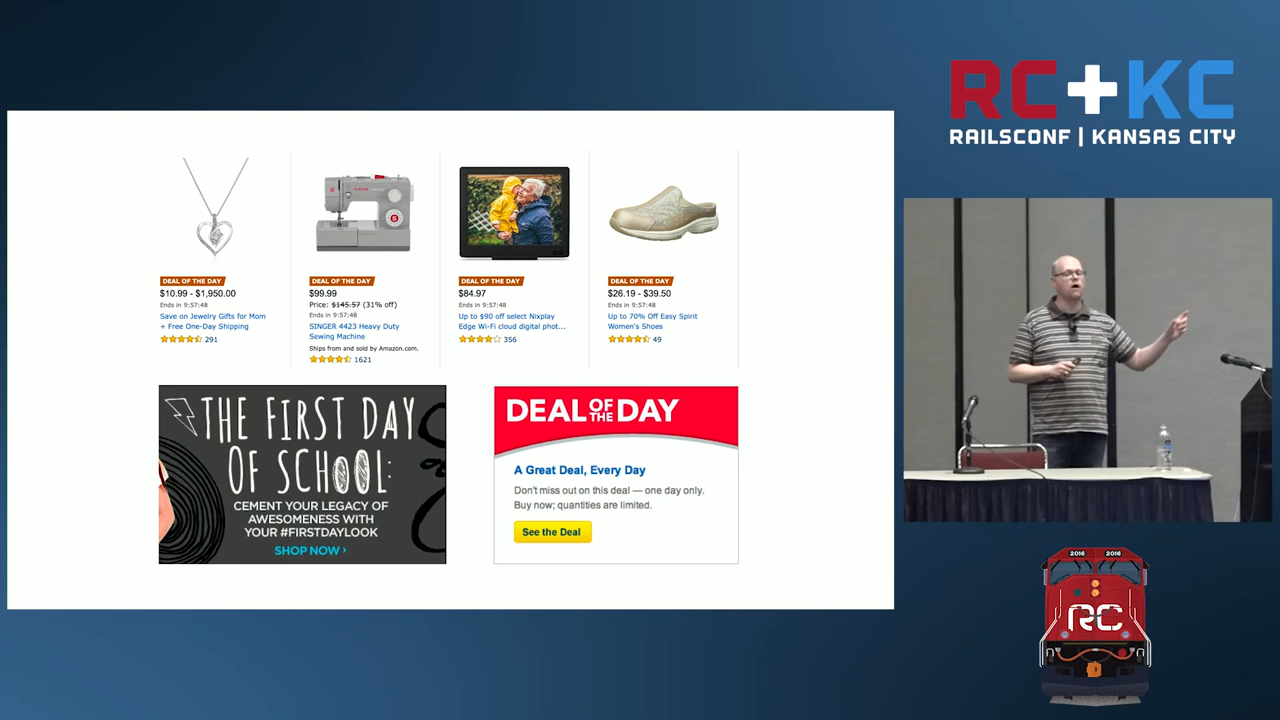 RC+KC
RAILSCONF | KANSAS CITY
DEAL OF THE DAY
$10.99 - $1,950.00
Ends in 9:57:48
Save on Jewelry Gifts for Mom
+ Free One-Day Shipping
291
DEAL OF THE DAY
$99.99
Price: $145.57 (31% off)
Ends in 9:57:48
SINGER 4423 Heavy Duty
Sewing Machine
Ships from and sold by Amazon.com.
1621
DEAL OF THE DAY
$84.97
Ends in 9:57:48
Up to $90 off select Nixplay
Edge Wi-Fi cloud digital phot...
356
DEAL OF THE DAY
$26.19 - $39.50
Ends in 9:57:48
Up to 70% Off Easy Spirit
Women's Shoes
49
THE FIRST DAY
OF SCHOOL:
CEMENT YOUR LEGACY OF
AWESOMENESS WITH
YOUR #FIRSTDAYLOOK
SHOP NOW ›
DEAL OF THE DAY
A Great Deal, Every Day
Don't miss out on this deal — one day only.
Buy now; quantities are limited.
See the Deal
2016 2016
RC